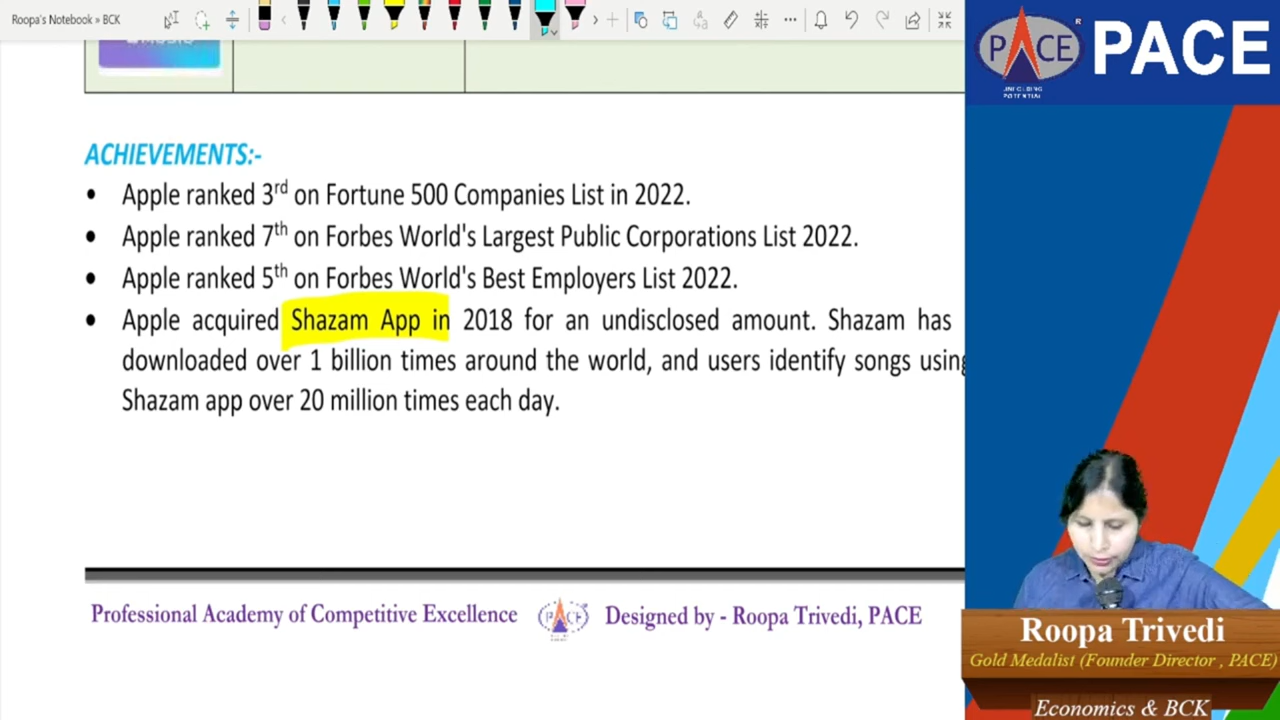 Roopa's Notebook » BCK
PACE
PACE
ACHIEVEMENTS:-
• Apple ranked 3rd on Fortune 500 Companies List in 2022.
• Apple ranked 7th on Forbes World's Largest Public Corporations List 2022.
• Apple ranked 5th on Forbes World's Best Employers List 2022.
• Apple acquired Shazam App in 2018 for an undisclosed amount. Shazam has
downloaded over 1 billion times around the world, and users identify songs using
Shazam app over 20 million times each day.
Professional Academy of Competitive Excellence
PACE
Designed by - Roopa Trivedi, PACE
Roopa Trivedi
Gold Medalist (Founder Director , PACE)
Economics & BCK